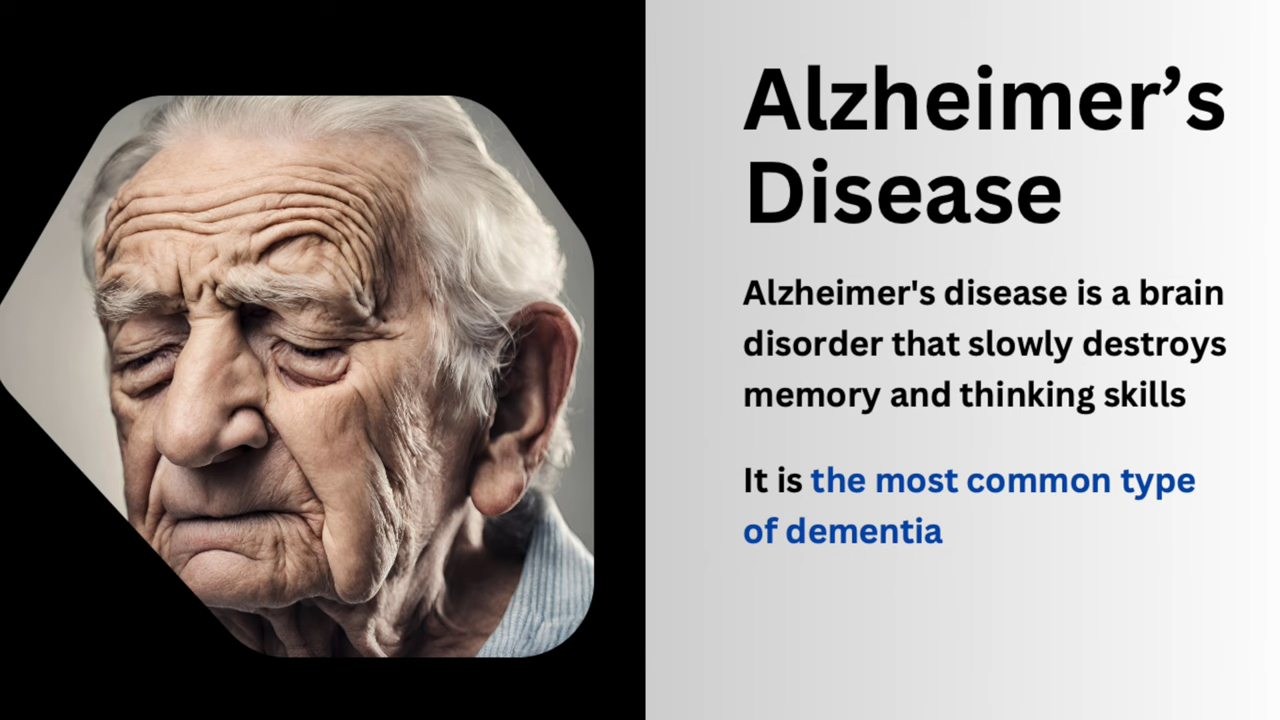 Alzheimer’s
Disease
Alzheimer's disease is a brain
disorder that slowly destroys
memory and thinking skills
It is the most common type
of dementia